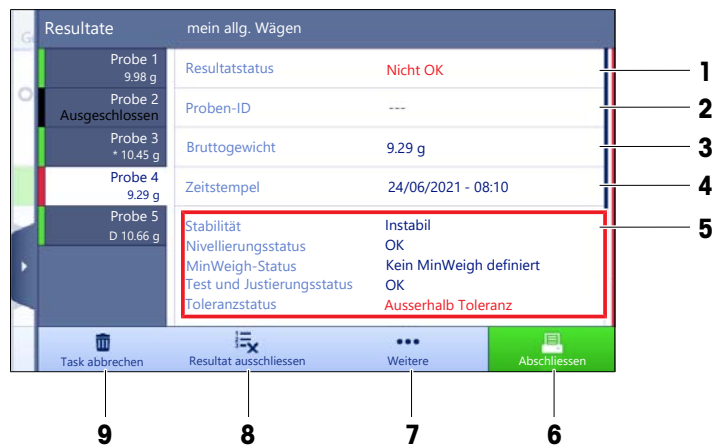 Resultate
mein allg. Wägen
Probe 1
9.98 g
Probe 2
Ausgeschlossen
Probe 3
* 10.45 g
Probe 4
9.29 g
Probe 5
D 10.66 g
Resultatstatus Nicht OK
Proben-ID ---
Bruttogewicht 9.29 g
Zeitstempel 24/06/2021 - 08:10
Stabilität Instabil
Nivellierungsstatus OK
MinWeigh-Status Kein MinWeigh definiert
Test und Justierungsstatus OK
Toleranzstatus Ausserhalb Toleranz
1
2
3
4
5
Task abbrechen
Resultat ausschliessen
Weitere
Abschliessen
9
8
7
6